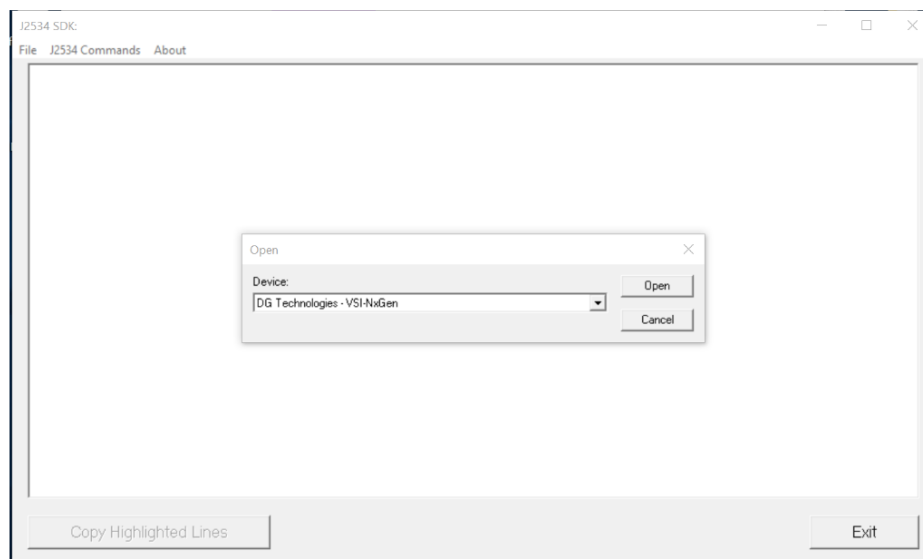 J2534 SDK:
File J2534 Commands About
Open
Device:
DG Technologies - VSI-NxGen
Open
Cancel
Copy Highlighted Lines
Exit